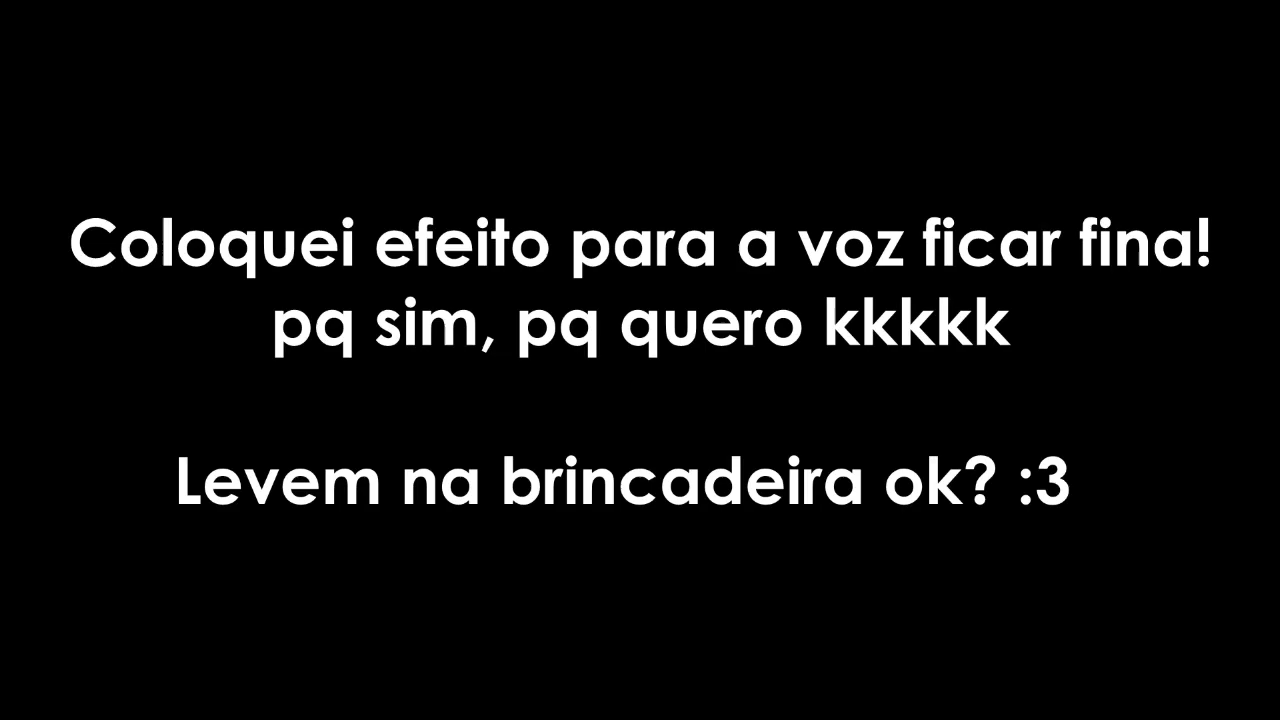 Coloquei efeito para a voz ficar fina!
pq sim, pq quero kkkkk
Levem na brincadeira ok? :3